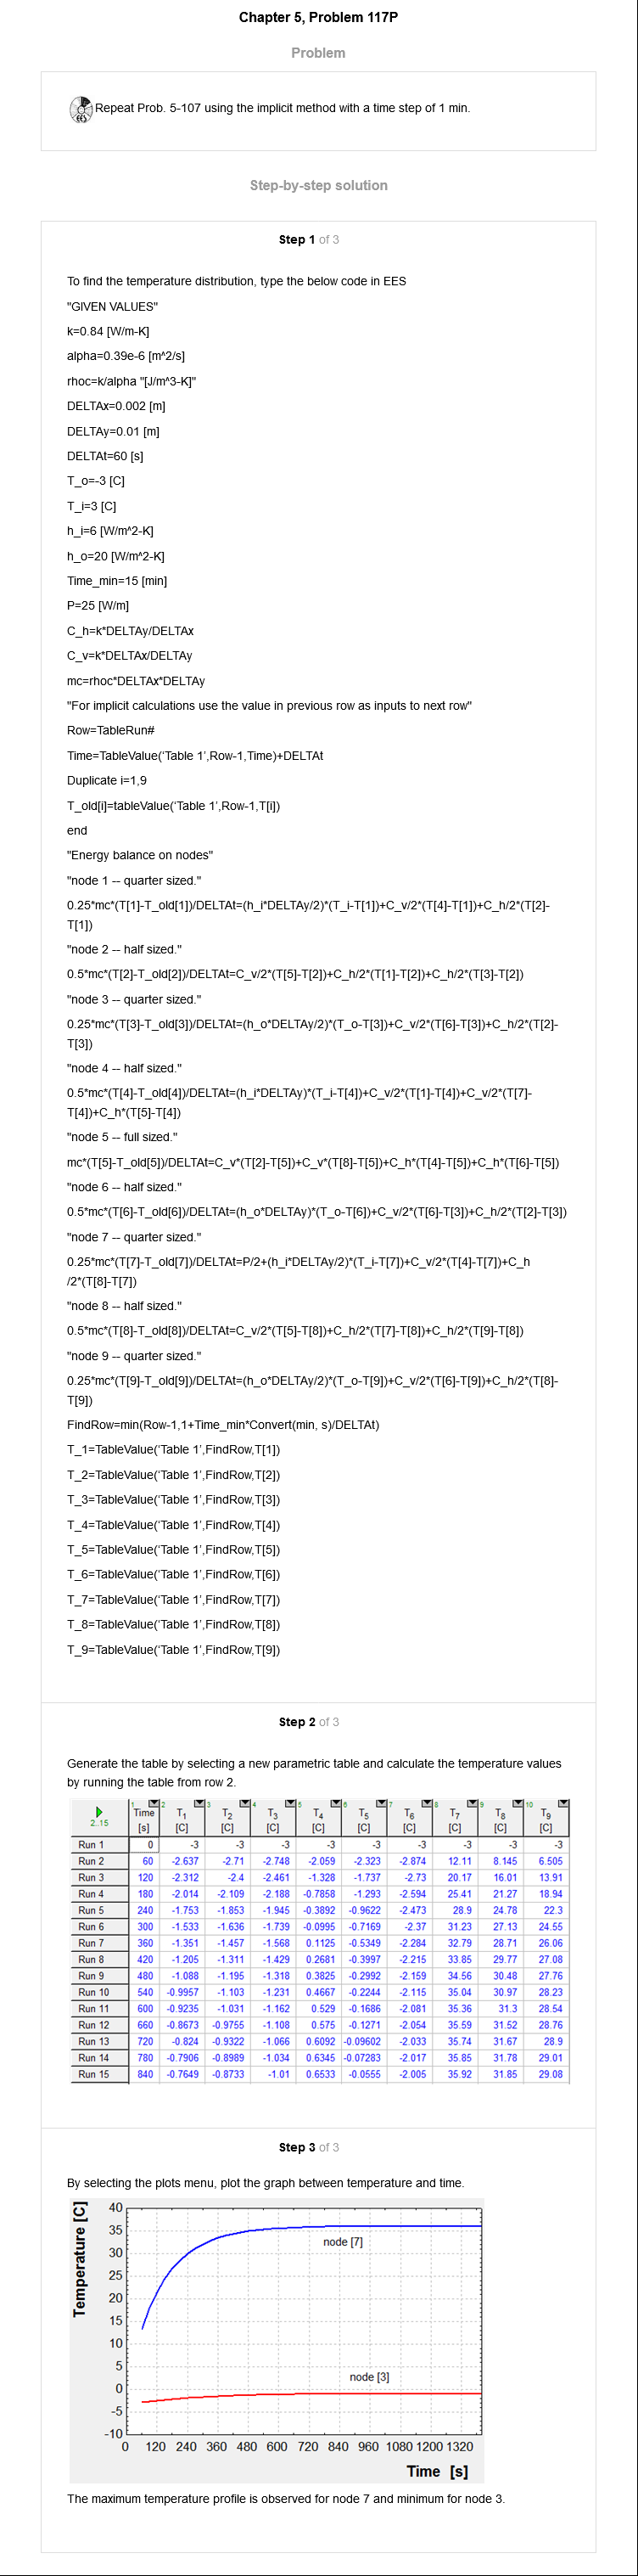 Chapter 5, Problem 117P
Problem
Repeat Prob. 5-107 using the implicit method with a time step of 1 min.
Step-by-step solution
Step 1 of 3
To find the temperature distribution, type the below code in EES
"GIVEN VALUES"
k=0.84 [W/m-K]
alpha=0.39e-6 [m^2/s]
rhoc=k/alpha "[J/m^3-K]"
DELTAx=0.002 [m]
DELTAy=0.01 [m]
DELTAt=60 [s]
T_o=-3 [C]
T_i=3 [C]
h_i=6 [W/m^2-K]
h_o=20 [W/m^2-K]
Time_min=15 [min]
P=25 [W/m]
C_h=k*DELTAy/DELTAx
C_v=k*DELTAx/DELTAy
mc=rhoc*DELTAx*DELTAy
"For implicit calculations use the value in previous row as inputs to next row"
Row=TableRun#
Time=TableValue('Table 1',Row-1,Time)+DELTAt
Duplicate i=1,9
T_old[i]=tableValue('Table 1',Row-1,T[i])
end
"Energy balance on nodes"
"node 1 -- quarter sized."
0.25*mc*(T[1]-T_old[1])/DELTAt=(h_i*DELTAy/2)*(T_i-T[1])+C_v/2*(T[4]-T[1])+C_h/2*(T[2]-
T[1])
"node 2 -- half sized."
0.5*mc*(T[2]-T_old[2])/DELTAt=C_v/2*(T[5]-T[2])+C_h/2*(T[1]-T[2])+C_h/2*(T[3]-T[2])
"node 3 -- quarter sized."
0.25*mc*(T[3]-T_old[3])/DELTAt=(h_o*DELTAy/2)*(T_o-T[3])+C_v/2*(T[6]-T[3])+C_h/2*(T[2]-
T[3])
"node 4 -- half sized."
0.5*mc*(T[4]-T_old[4])/DELTAt=(h_i*DELTAy)*(T_i-T[4])+C_v/2*(T[1]-T[4])+C_v/2*(T[7]-
T[4])+C_h*(T[5]-T[4])
"node 5 -- full sized."
mc*(T[5]-T_old[5])/DELTAt=C_v*(T[2]-T[5])+C_v*(T[8]-T[5])+C_h*(T[4]-T[5])+C_h*(T[6]-T[5])
"node 6 -- half sized."
0.5*mc*(T[6]-T_old[6])/DELTAt=(h_o*DELTAy)*(T_o-T[6])+C_v/2*(T[6]-T[3])+C_h/2*(T[2]-T[3])
"node 7 -- quarter sized."
0.25*mc*(T[7]-T_old[7])/DELTAt=P/2+(h_i*DELTAy/2)*(T_i-T[7])+C_v/2*(T[4]-T[7])+C_h
/2*(T[8]-T[7])
"node 8 -- half sized."
0.5*mc*(T[8]-T_old[8])/DELTAt=C_v/2*(T[5]-T[8])+C_h/2*(T[7]-T[8])+C_h/2*(T[9]-T[8])
"node 9 -- quarter sized."
0.25*mc*(T[9]-T_old[9])/DELTAt=(h_o*DELTAy/2)*(T_o-T[9])+C_v/2*(T[6]-T[9])+C_h/2*(T[8]-
T[9])
FindRow=min(Row-1,1+Time_min*Convert(min, s)/DELTAt)
T_1=TableValue('Table 1',FindRow,T[1])
T_2=TableValue('Table 1',FindRow,T[2])
T_3=TableValue('Table 1',FindRow,T[3])
T_4=TableValue('Table 1',FindRow,T[4])
T_5=TableValue('Table 1',FindRow,T[5])
T_6=TableValue('Table 1',FindRow,T[6])
T_7=TableValue('Table 1',FindRow,T[7])
T_8=TableValue('Table 1',FindRow,T[8])
T_9=TableValue('Table 1',FindRow,T[9])
Step 2 of 3
Generate the table by selecting a new parametric table and calculate the temperature values
by running the table from row 2.
1 2 3 4 5 6 7 8 9 10
2..15 Time [s] T1 [C] T2 [C] T3 [C] T4 [C] T5 [C] T6 [C] T7 [C] T8 [C] T9 [C]
Run 1 0 -3 -3 -3 -3 -3 -3 -3 -3 -3
Run 2 60 -2.637 -2.71 -2.748 -2.059 -2.323 -2.874 12.11 8.145 6.505
Run 3 120 -2.312 -2.4 -2.461 -1.328 -1.737 -2.73 20.17 16.01 13.91
Run 4 180 -2.014 -2.109 -2.188 -0.7858 -1.293 -2.594 25.41 21.27 18.94
Run 5 240 -1.753 -1.853 -1.945 -0.3892 -0.9622 -2.473 28.9 24.78 22.3
Run 6 300 -1.533 -1.636 -1.739 -0.0995 -0.7169 -2.37 31.23 27.13 24.55
Run 7 360 -1.351 -1.457 -1.568 0.1125 -0.5349 -2.284 32.79 28.71 26.06
Run 8 420 -1.205 -1.311 -1.429 0.2681 -0.3997 -2.215 33.85 29.77 27.08
Run 9 480 -1.088 -1.195 -1.318 0.3825 -0.2992 -2.159 34.56 30.48 27.76
Run 10 540 -0.9957 -1.103 -1.231 0.4667 -0.2244 -2.115 35.04 30.97 28.23
Run 11 600 -0.9235 -1.031 -1.162 0.529 -0.1686 -2.081 35.36 31.3 28.54
Run 12 660 -0.8673 -0.9755 -1.108 0.575 -0.1271 -2.054 35.59 31.52 28.76
Run 13 720 -0.824 -0.9322 -1.066 0.6092 -0.09602 -2.033 35.74 31.67 28.9
Run 14 780 -0.7906 -0.8989 -1.034 0.6345 -0.07283 -2.017 35.85 31.78 29.01
Run 15 840 -0.7649 -0.8733 -1.01 0.6533 -0.0555 -2.005 35.92 31.85 29.08
Step 3 of 3
By selecting the plots menu, plot the graph between temperature and time.
Temperature [C]
40
35
30
25
20
15
10
5
0
-5
-10
node [7]
node [3]
0 120 240 360 480 600 720 840 960 1080 1200 1320
Time [s]
The maximum temperature profile is observed for node 7 and minimum for node 3.